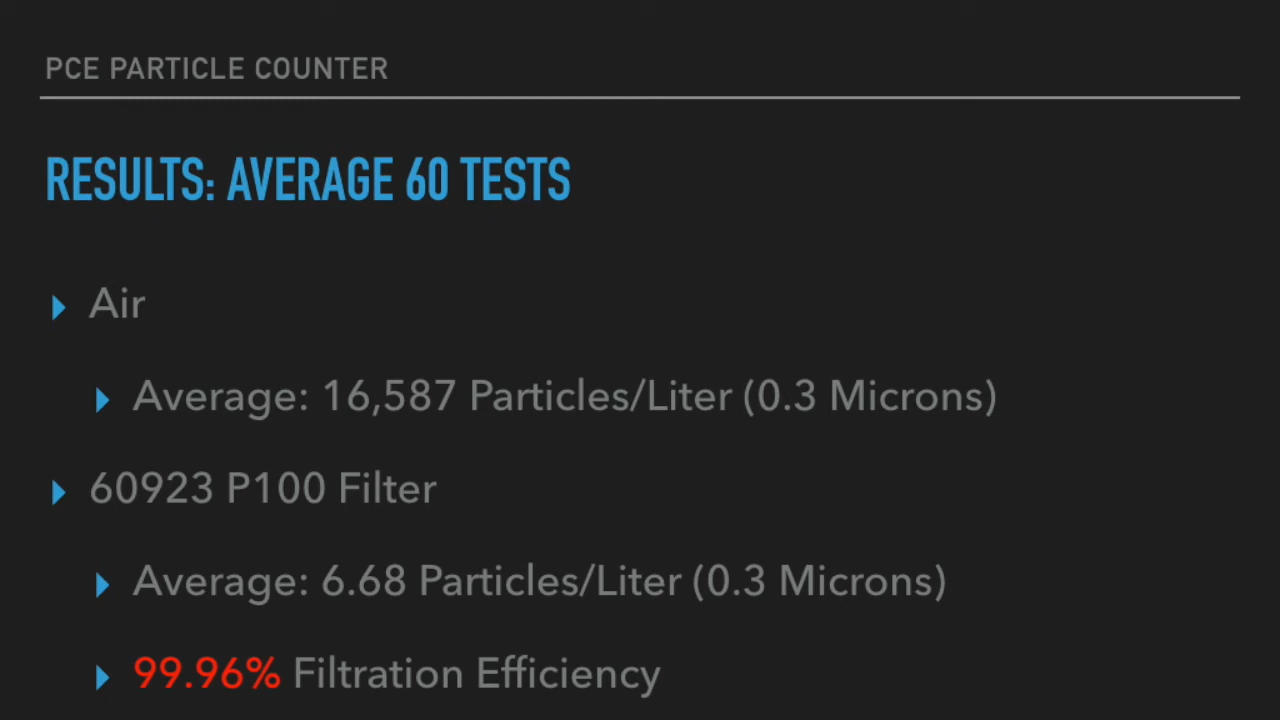 PCE PARTICLE COUNTER
RESULTS: AVERAGE 60 TESTS
Air
Average: 16,587 Particles/Liter (0.3 Microns)
60923 P100 Filter
Average: 6.68 Particles/Liter (0.3 Microns)
99.96% Filtration Efficiency